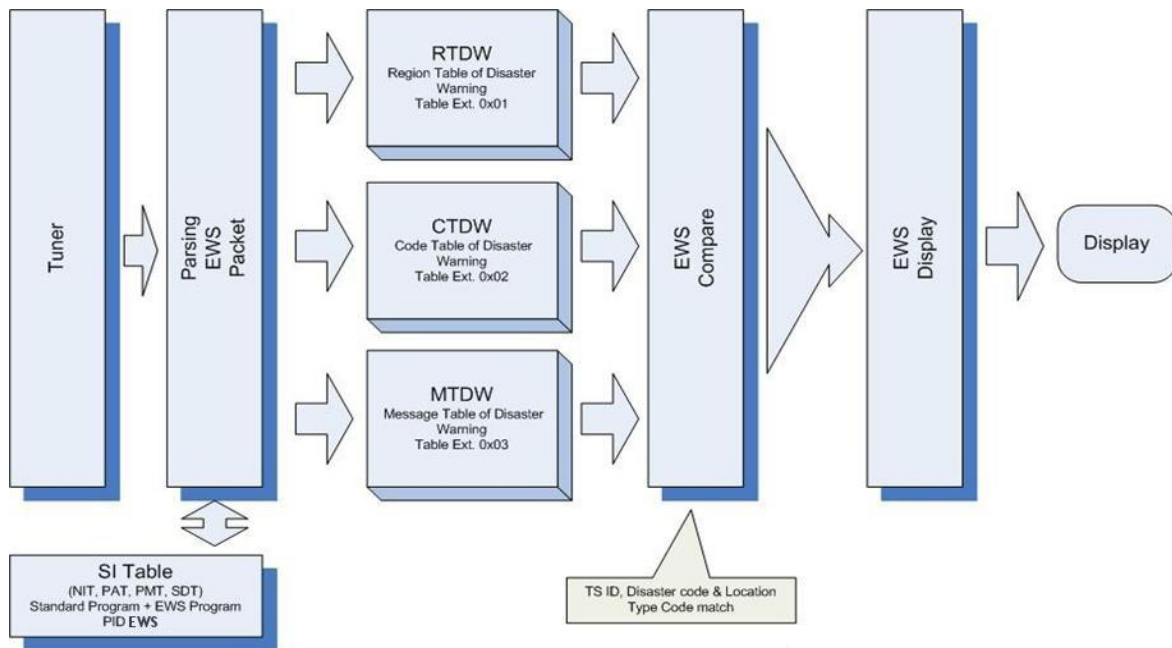 Tuner
Parsing
EWS
Packet
RTDW
Region Table of Disaster
Warning
Table Ext. 0x01
CTDW
Code Table of Disaster
Warning
Table Ext. 0x02
MTDW
Message Table of Disaster
Warning
Table Ext. 0x03
EWS
Compare
EWS
Display
Display
SI Table
(NIT, PAT, PMT, SDT)
Standard Program + EWS Program
PID EWS
TS ID, Disaster code & Location
Type Code match